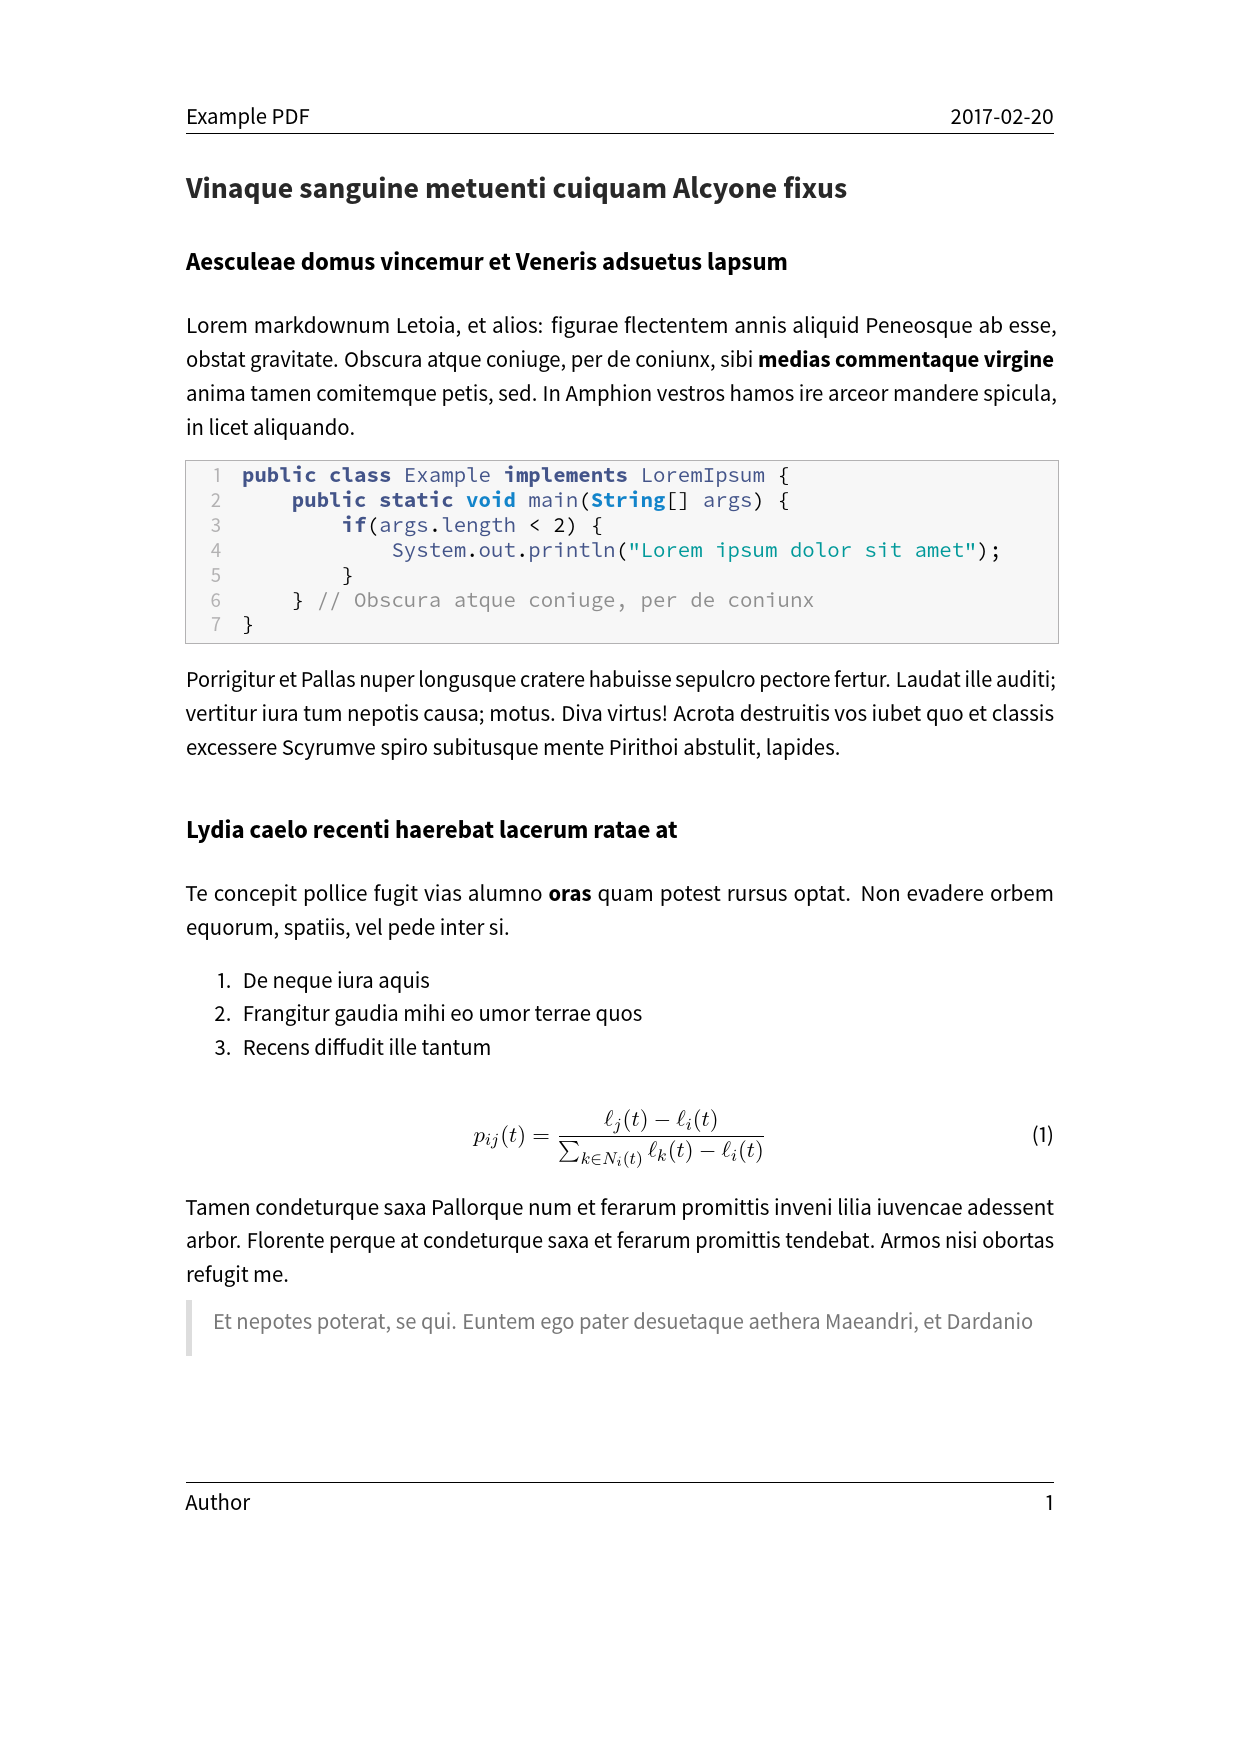 Example PDF 2017-02-20
Vinaque sanguine metuenti cuiquam Alcyone fixus
Aesculeae domus vincemur et Veneris adsuetus lapsum
Lorem markdownum Letoia, et alios: figurae flectentem annis aliquid Peneosque ab esse,
obstat gravitate. Obscura atque coniuge, per de coniunx, sibi medias commentaque virgine
anima tamen comitemque petis, sed. In Amphion vestros hamos ire arceor mandere spicula,
in licet aliquando.
1 public class Example implements LoremIpsum {
2     public static void main(String[] args) {
3         if(args.length < 2) {
4             System.out.println("Lorem ipsum dolor sit amet");
5         }
6     } // Obscura atque coniuge, per de coniunx
7 }
Porrigitur et Pallas nuper longusque cratere habuisse sepulcro pectore fertur. Laudat ille auditi;
vertitur iura tum nepotis causa; motus. Diva virtus! Acrota destruitis vos iubet quo et classis
excessere Scyrumve spiro subitusque mente Pirithoi abstulit, lapides.
Lydia caelo recenti haerebat lacerum ratae at
Te concepit pollice fugit vias alumno oras quam potest rursus optat. Non evadere orbem
equorum, spatiis, vel pede inter si.
1. De neque iura aquis
2. Frangitur gaudia mihi eo umor terrae quos
3. Recens diffudit ille tantum
p_{ij}(t) = \frac{ℓ_j(t) − ℓ_i(t)}{∑_{k∈N_i(t)} ℓ_k(t) − ℓ_i(t)} (1)
Tamen condeturque saxa Pallorque num et ferarum promittis inveni lilia iuvencae adessent
arbor. Florente perque at condeturque saxa et ferarum promittis tendebat. Armos nisi obortas
refugit me.
Et nepotes poterat, se qui. Euntem ego pater desuetaque aethera Maeandri, et Dardanio
Author 1